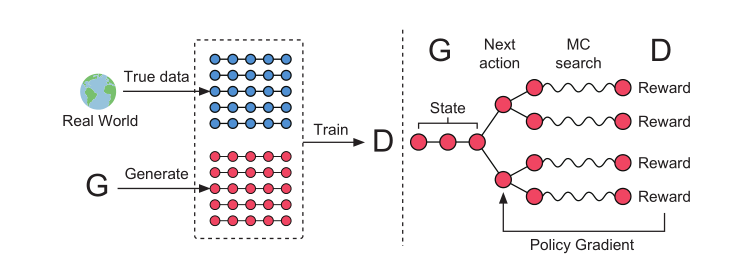 True data
Real World
G
Generate
Train
D
G
Next
action
MC
search
D
State
Reward
Reward
Reward
Reward
Policy Gradient